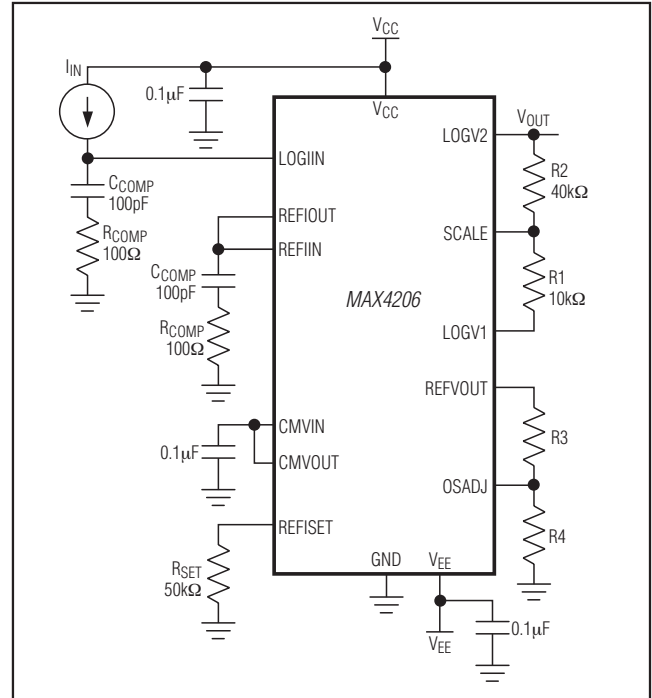 VCC
IIN
0.1μF
VCC
LOGIIN
LOGV2
VOUT
R2
40kΩ
CCOMP
100pF
RCOMP
100Ω
REFIOUT
REFIIN
SCALE
CCOMP
100pF
R1
10kΩ
MAX4206
RCOMP
100Ω
LOGV1
REFVOUT
CMVIN
R3
0.1μF
CMVOUT
OSADJ
REFISET
R4
RSET
50kΩ
GND
VEE
0.1μF
VEE